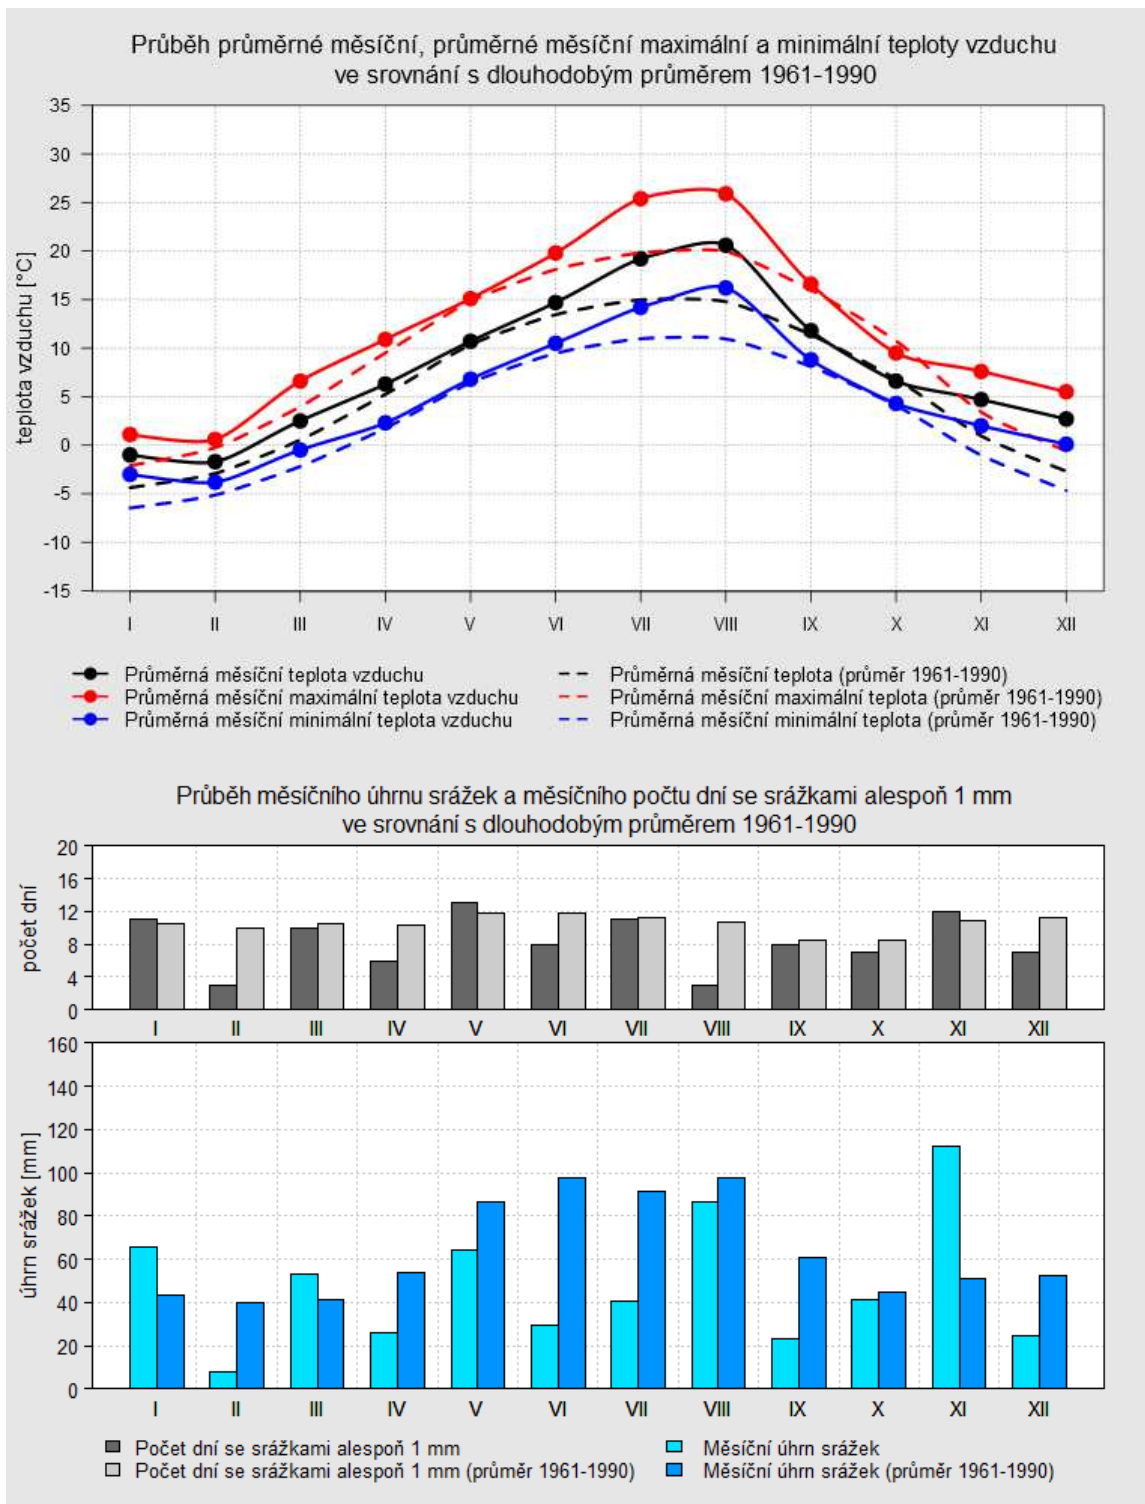 Průběh průměrné měsíční, průměrné měsíční maximální a minimální teploty vzduchu
ve srovnání s dlouhodobým průměrem 1961-1990
teplota vzduchu [°C]
35
30
25
20
15
10
5
0
-5
-10
-15
I II III IV V VI VII VIII IX X XI XII
Průměrná měsíční teplota vzduchu
Průměrná měsíční maximální teplota vzduchu
Průměrná měsíční minimální teplota vzduchu
Průměrná měsíční teplota (průměr 1961-1990)
Průměrná měsíční maximální teplota (průměr 1961-1990)
Průměrná měsíční minimální teplota (průměr 1961-1990)
Průběh měsíčního úhrnu srážek a měsíčního počtu dní se srážkami alespoň 1 mm
ve srovnání s dlouhodobým průměrem 1961-1990
počet dní
20
16
12
8
4
0
I II III IV V VI VII VIII IX X XI XII
úhrn srážek [mm]
160
140
120
100
80
60
40
20
0
I II III IV V VI VII VIII IX X XI XII
Počet dní se srážkami alespoň 1 mm
Počet dní se srážkami alespoň 1 mm (průměr 1961-1990)
Měsíční úhrn srážek
Měsíční úhrn srážek (průměr 1961-1990)